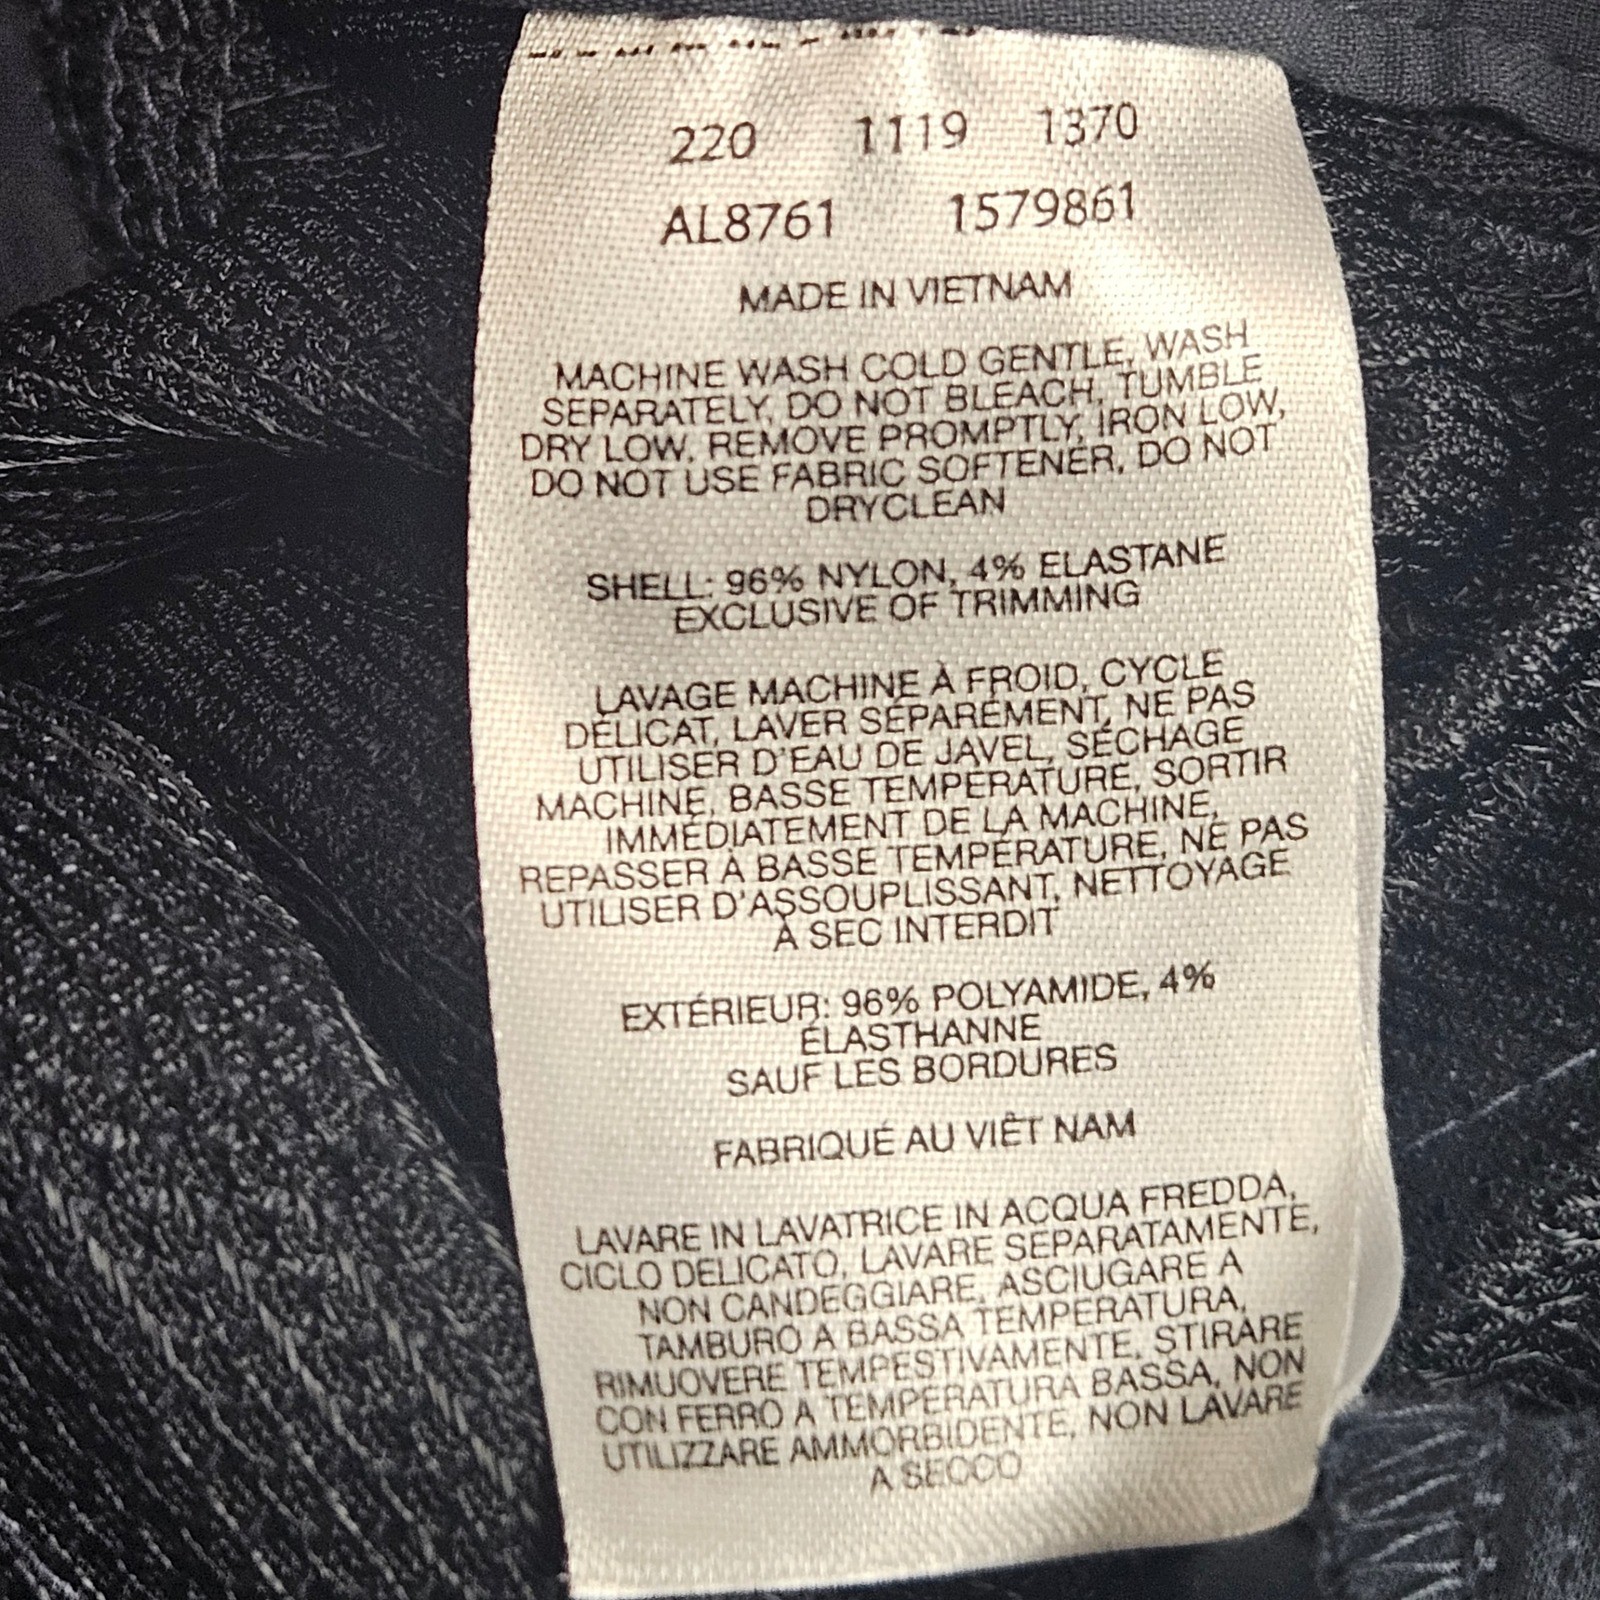 220 1119 1370
AL8761 1579861
MADE IN VIETNAM
MACHINE WASH COLD GENTLE, WASH
SEPARATELY, DO NOT BLEACH, TUMBLE
DRY LOW, REMOVE PROMPTLY, IRON LOW,
DO NOT USE FABRIC SOFTENER, DO NOT
DRYCLEAN
SHELL: 96% NYLON, 4% ELASTANE
EXCLUSIVE OF TRIMMING
LAVAGE MACHINE À FROID, CYCLE
DÉLICAT, LAVER SÉPARÉMENT, NE PAS
UTILISER D'EAU DE JAVEL, SÉCHAGE
MACHINE, BASSE TEMPÉRATURE, SORTIR
IMMÉDIATEMENT DE LA MACHINE,
REPASSER À BASSE TEMPÉRATURE, NE PAS
UTILISER D'ASSOUPLISSANT, NETTOYAGE
À SEC INTERDIT
EXTÉRIEUR: 96% POLYAMIDE, 4%
ÉLASTHANNE
SAUF LES BORDURES
FABRIQUÉ AU VIÊT NAM
LAVARE IN LAVATRICE IN ACQUA FREDDA,
CICLO DELICATO, LAVARE SEPARATAMENTE,
NON CANDEGGIARE, ASCIUGARE A
TAMBURO A BASSA TEMPERATURA,
RIMUOVERE TEMPESTIVAMENTE, STIRARE
CON FERRO A TEMPERATURA BASSA, NON
UTILIZZARE AMMORBIDENTE, NON LAVARE
A SECCO